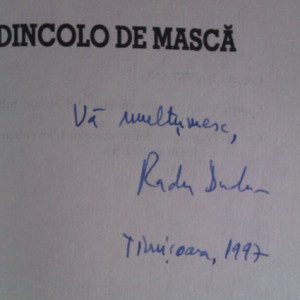 DINCOLO DE MASCĂ
Vă mulțumesc,
Radu
Timișoara, 1997